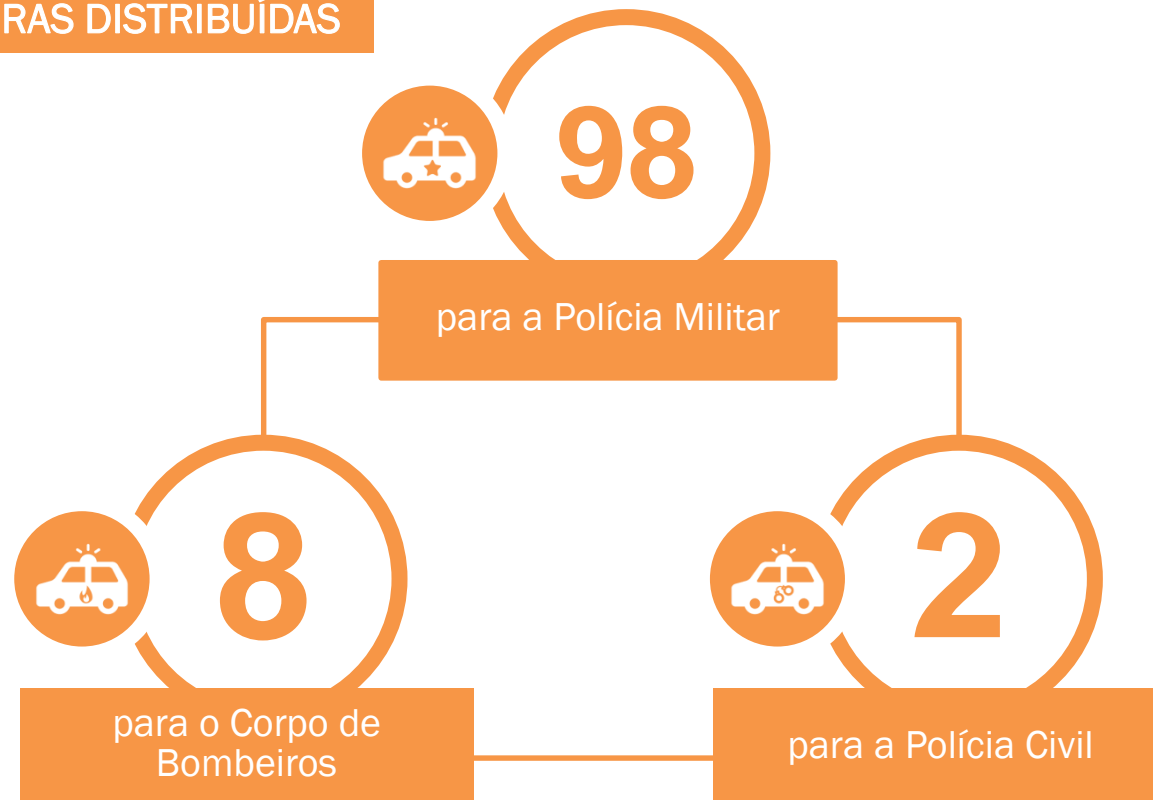 RAS DISTRIBUÍDAS
98
para a Polícia Militar
8
2
para o Corpo de
Bombeiros
para a Polícia Civil